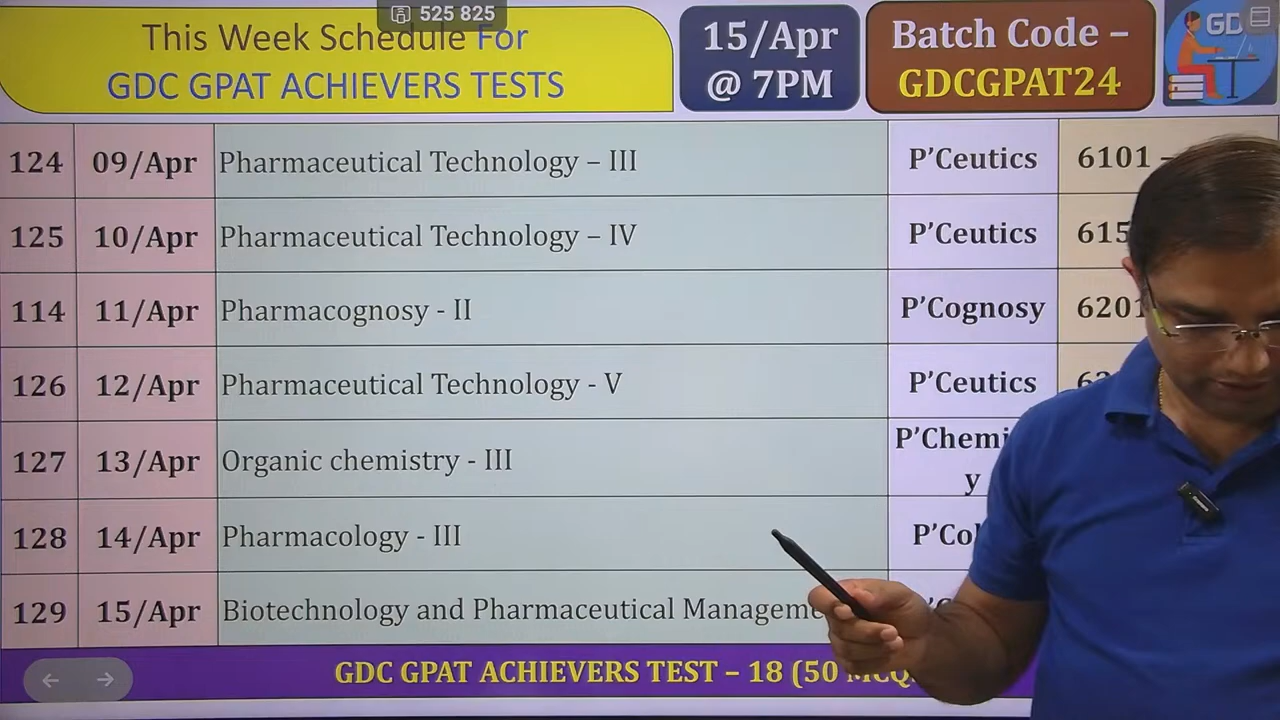 525 825
This Week Schedule For
GDC GPAT ACHIEVERS TESTS
15/Apr
@ 7PM
Batch Code –
GDCGPAT24
GD
124 09/Apr Pharmaceutical Technology – III P'Ceutics 6101 –
125 10/Apr Pharmaceutical Technology – IV P'Ceutics
114 11/Apr Pharmacognosy - II P'Cognosy 6201
126 12/Apr Pharmaceutical Technology - V P'Ceutics
127 13/Apr Organic chemistry - III
128 14/Apr Pharmacology - III
129 15/Apr Biotechnology and Pharmaceutical
GDC GPAT ACHIEVERS TEST – 18 (50